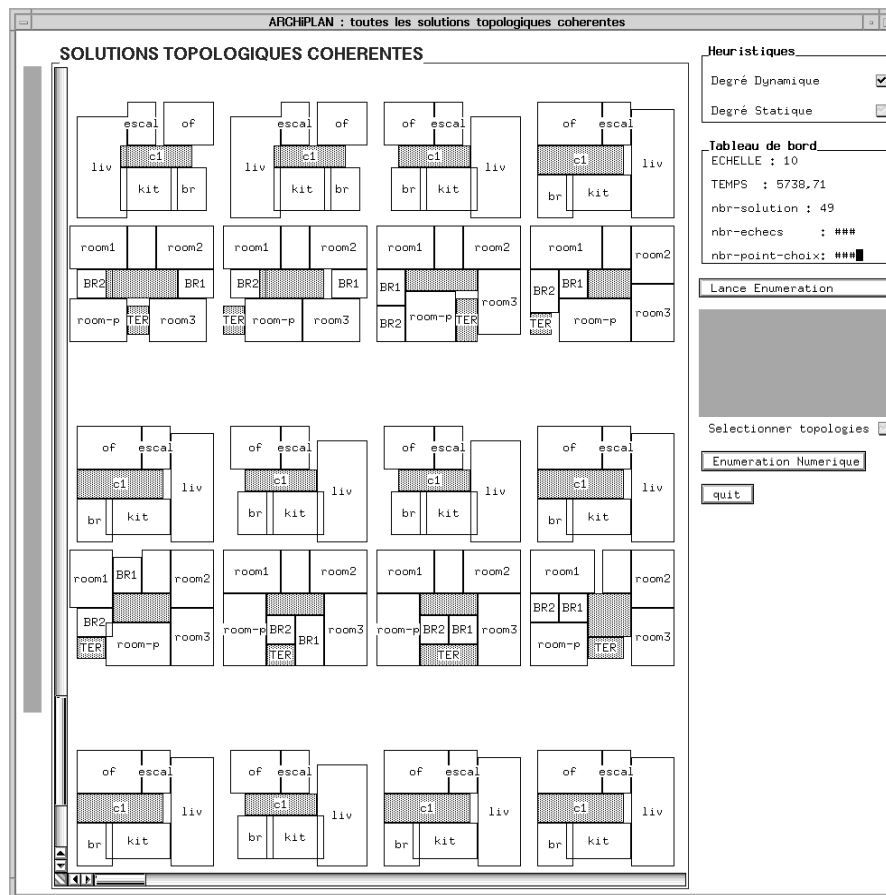 ARCHiPLAN : toutes les solutions topologiques coherentes
SOLUTIONS TOPOLOGIQUES COHERENTES
escal of escal of of escal of
liv c1 liv c1 c1 liv c1 liv
kit br kit br br kit br kit
room1 room2 room1 room2 room1 room2 room1 room2
BR2 BR1 BR2 BR1 BR1 BR2 BR1
room-p TER room3 TER room-p room3 BR2 room-p TER room3 TER room-p room3
of escal of escal of escal of escal
c1 liv c1 liv c1 liv c1 liv
br kit br kit br kit br kit
room1 BR1 room2 room1 room2 room1 room2 room1 room2
BR2 room-p BR2 BR1 room3 room-p BR2 BR1 room3 BR2 BR1
TER room-p room3 TER TER room-p TER room3
of escal of escal of escal of escal
c1 liv c1 liv c1 liv c1 liv
br kit br kit br kit br kit
Heuristiques
Degré Dynamique
Degré Statique
Tableau de bord
ECHELLE : 10
TEMPS : 5738,71
nbr-solution : 49
nbr-echecs : ###
nbr-point-choix: ###
Lance Enumeration
Selectionner topologies
Enumeration Numerique
quit